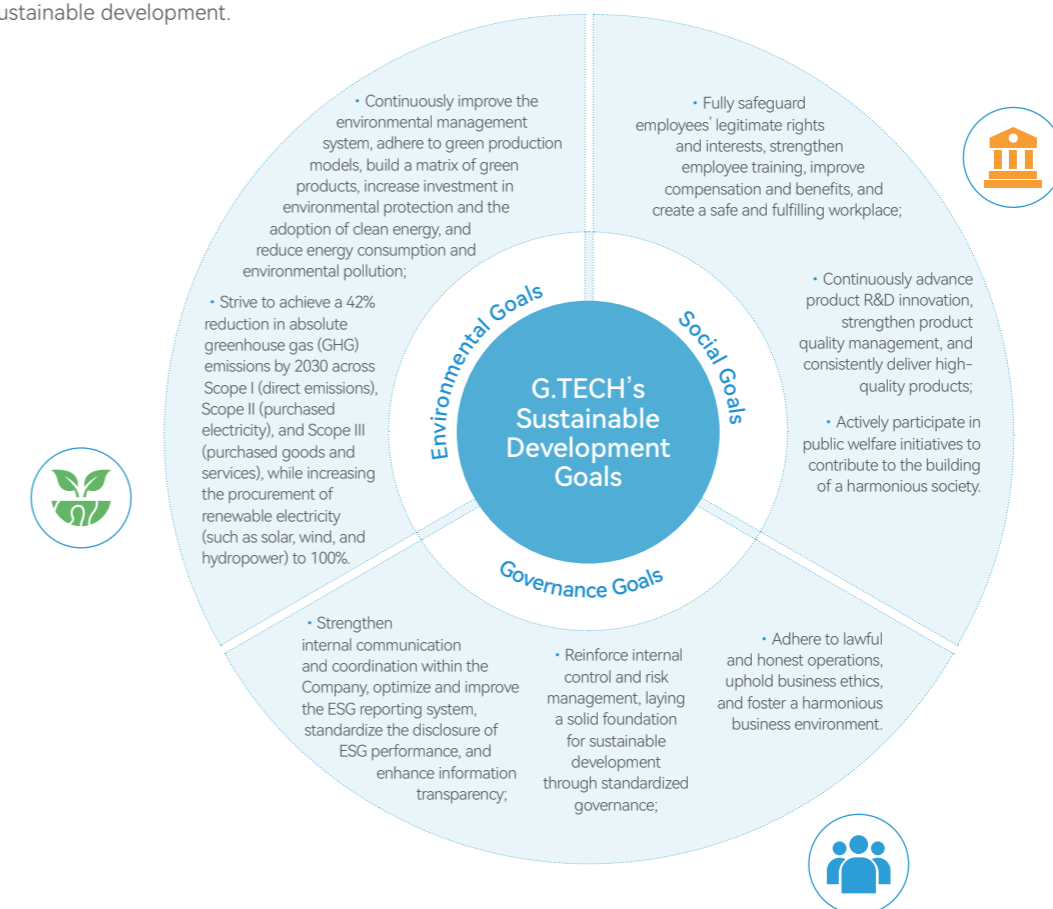 sustainable development.
• Continuously improve the
environmental management
system, adhere to green production
models, build a matrix of green
products, increase investment in
environmental protection and the
adoption of clean energy, and
reduce energy consumption and
environmental pollution;
• Strive to achieve a 42%
reduction in absolute
greenhouse gas (GHG)
emissions by 2030 across
Scope I (direct emissions),
Scope II (purchased
electricity), and Scope III
(purchased goods and
services), while increasing
the procurement of
renewable electricity
(such as solar, wind, and
hydropower) to 100%.
• Fully safeguard
employees' legitimate rights
and interests, strengthen
employee training, improve
compensation and benefits, and
create a safe and fulfilling workplace;
• Continuously advance
product R&D innovation,
strengthen product
quality management, and
consistently deliver high-
quality products;
• Actively participate in
public welfare initiatives to
contribute to the building
of a harmonious society.
Environmental Goals
Social Goals
G.TECH's
Sustainable
Development
Goals
Governance Goals
• Strengthen
internal communication
and coordination within the
Company, optimize and improve
the ESG reporting system,
standardize the disclosure of
ESG performance, and
enhance information
transparency;
• Reinforce internal
control and risk
management, laying
a solid foundation
for sustainable
development
through standardized
governance;
• Adhere to lawful
and honest operations,
uphold business ethics,
and foster a harmonious
business environment.